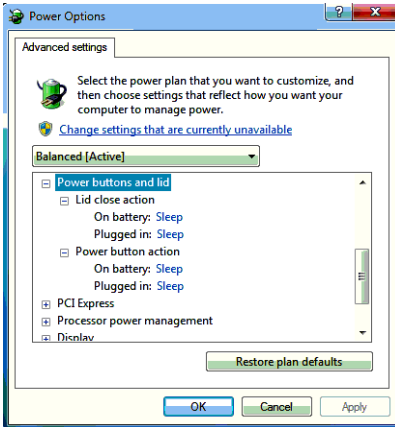 Power Options
Advanced settings
Select the power plan that you want to customize, and
then choose settings that reflect how you want your
computer to manage power.
Change settings that are currently unavailable
Balanced [Active]
Power buttons and lid
Lid close action
On battery: Sleep
Plugged in: Sleep
Power button action
On battery: Sleep
Plugged in: Sleep
PCI Express
Processor power management
Display
Restore plan defaults
OK Cancel Apply